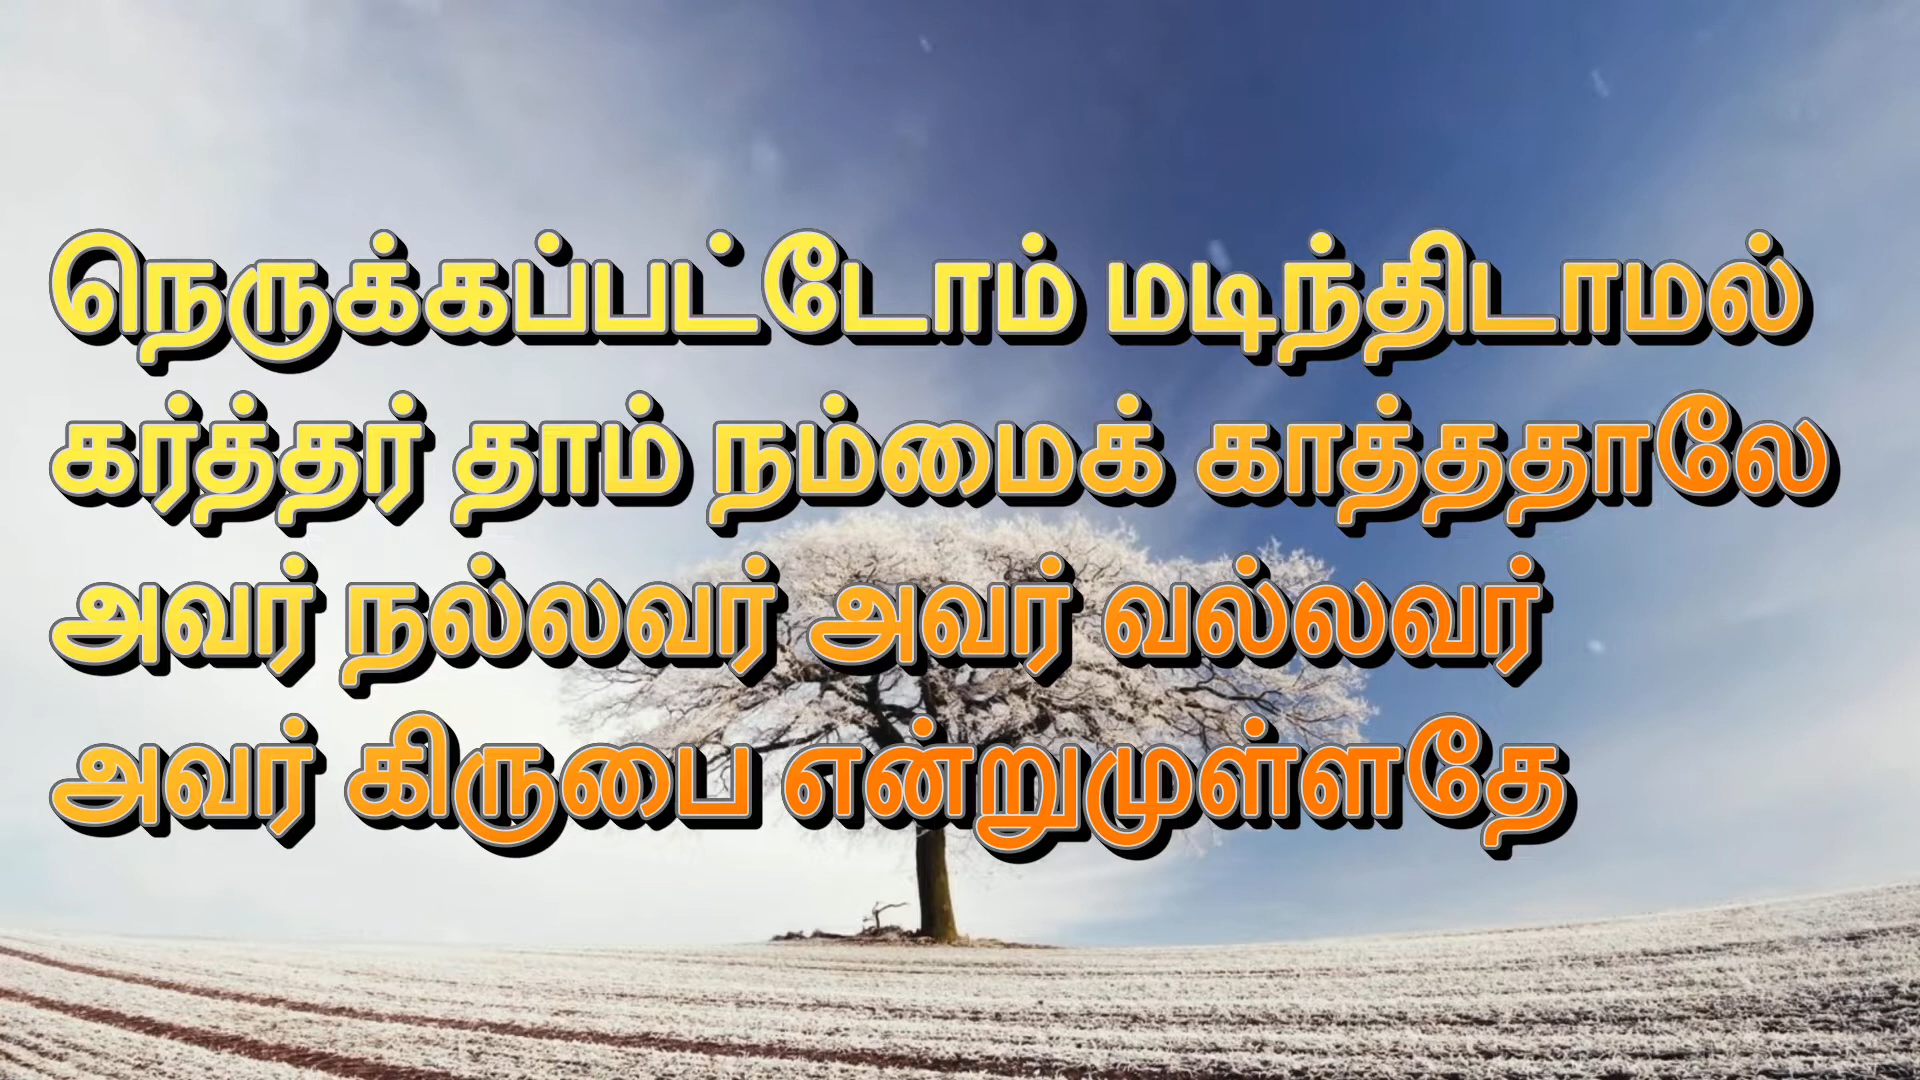 நெருக்கப்பட்டோம் மடிந்திடாமல்
கர்த்தர் தாம் நம்மைக் காத்ததாலே
அவர் நல்லவர் அவர் வல்லவர்
அவர் கிருபை என்றுமுள்ளதே